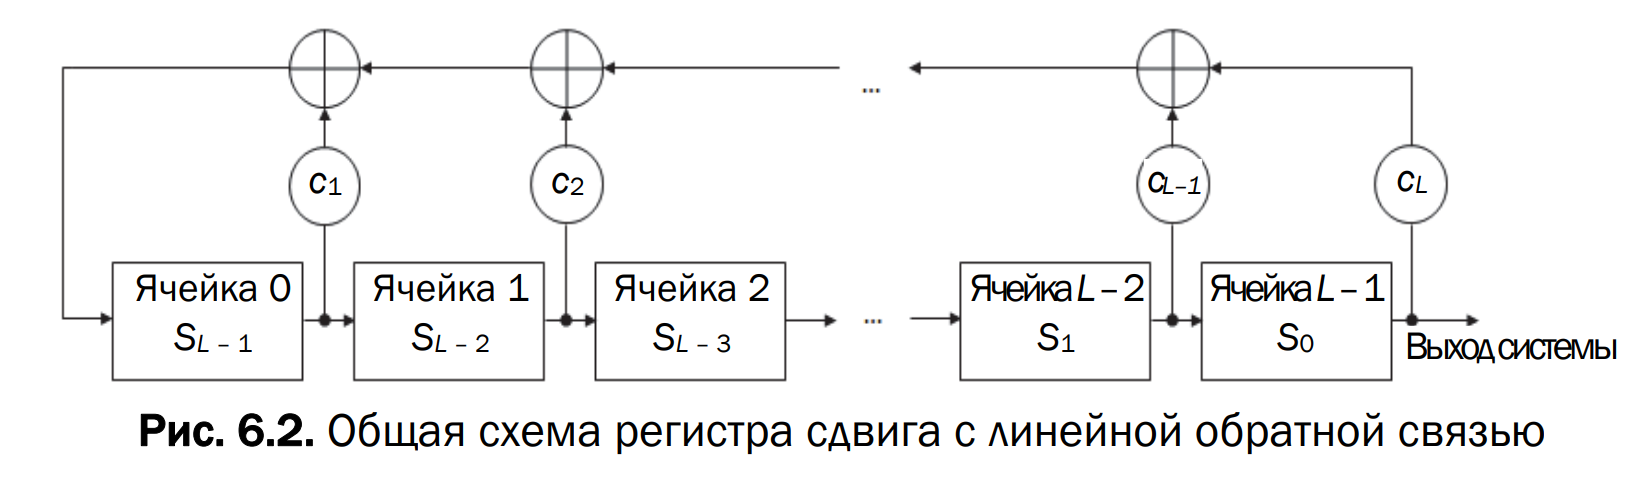 ...
c1 c2 cL–1 cL
Ячейка 0 Ячейка 1 Ячейка 2 Ячейка L – 2 Ячейка L – 1
SL – 1 SL – 2 SL – 3 ... S1 S0
Выход системы
Рис. 6.2. Общая схема регистра сдвига с линейной обратной связью